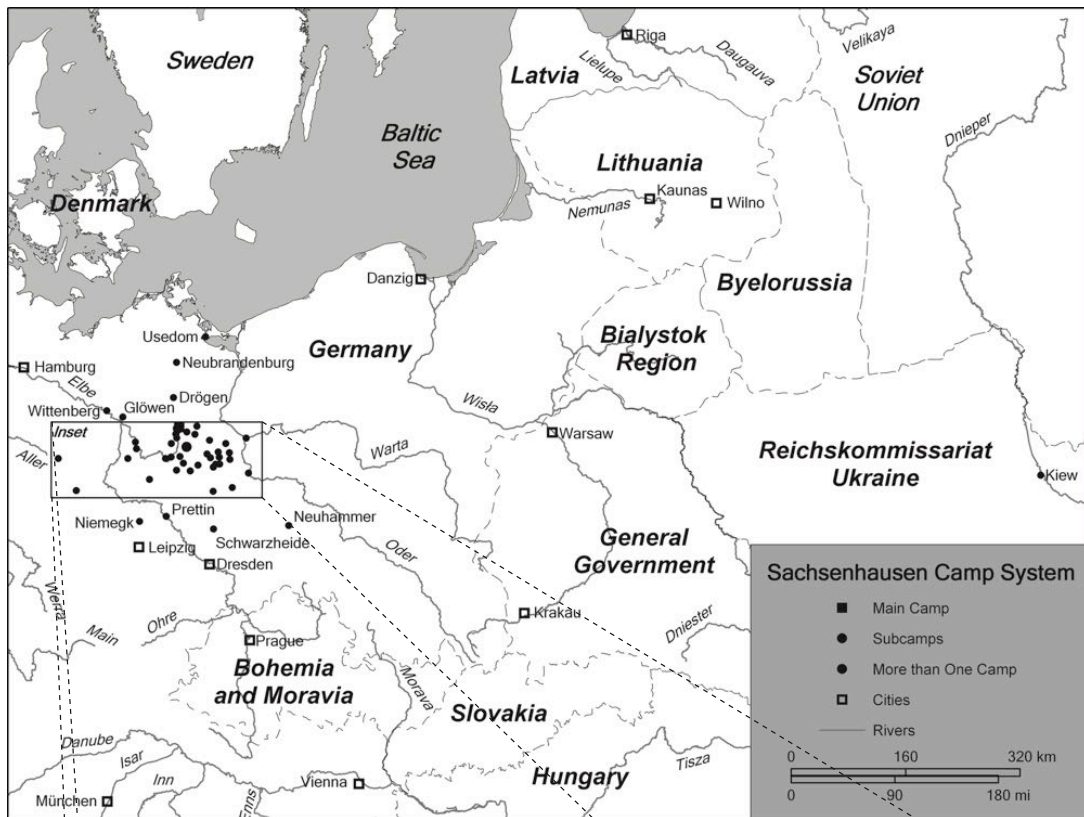 Sweden
Baltic
Sea
Denmark
Riga
Daugauva
Lielupe
Latvia
Velikaya
Soviet
Union
Dnieper
Lithuania
Kaunas
Nemunas
Wilno
Danzig
Byelorussia
Usedom
Neubrandenburg
Germany
Bialystok
Region
Hamburg
Elbe
Drögen
Wittenberg
Glöwen
Wisla
Inset
Aller
Warta
Warsaw
Reichskommissariat
Ukraine
Kiew
Prettin
Niemegk
Neuhammer
Schwarzheide
Leipzig
Dresden
Oder
General
Government
Werra
Main
Ohre
Krakau
Dniester
Prague
Bohemia
and Moravia
Morava
Slovakia
Danube
Isar
Inn
Enns
München
Vienna
Hungary
Tisza
Sachsenhausen Camp System
Main Camp
Subcamps
More than One Camp
Cities
Rivers
0 160 320 km
0 90 180 mi